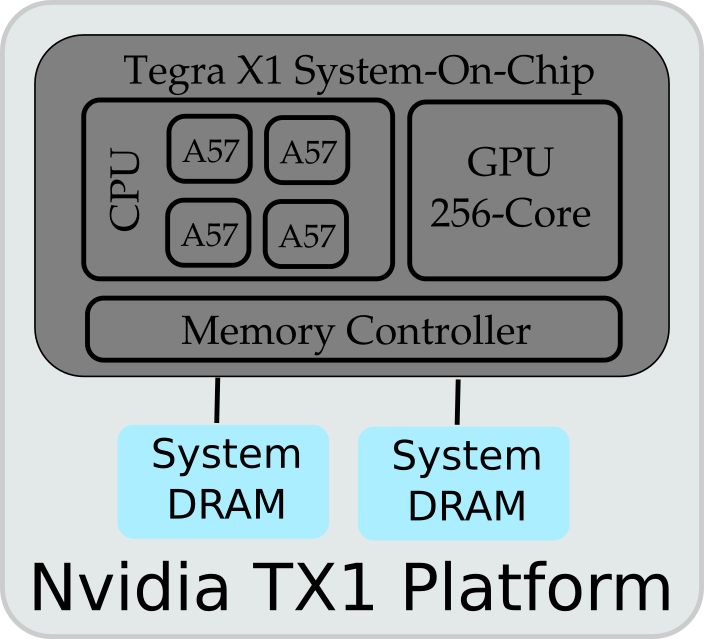 Tegra X1 System-On-Chip
CPU
A57
A57
A57
A57
GPU
256-Core
Memory Controller
System
DRAM
System
DRAM
Nvidia TX1 Platform